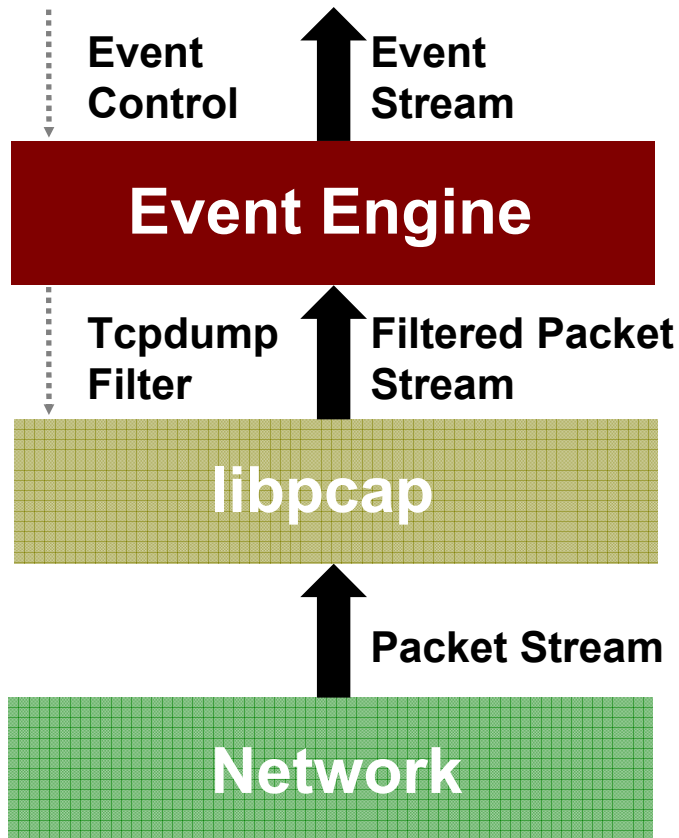 Event
Control
Event
Stream
Event Engine
Tcpdump
Filter
Filtered Packet
Stream
libpcap
Packet Stream
Network